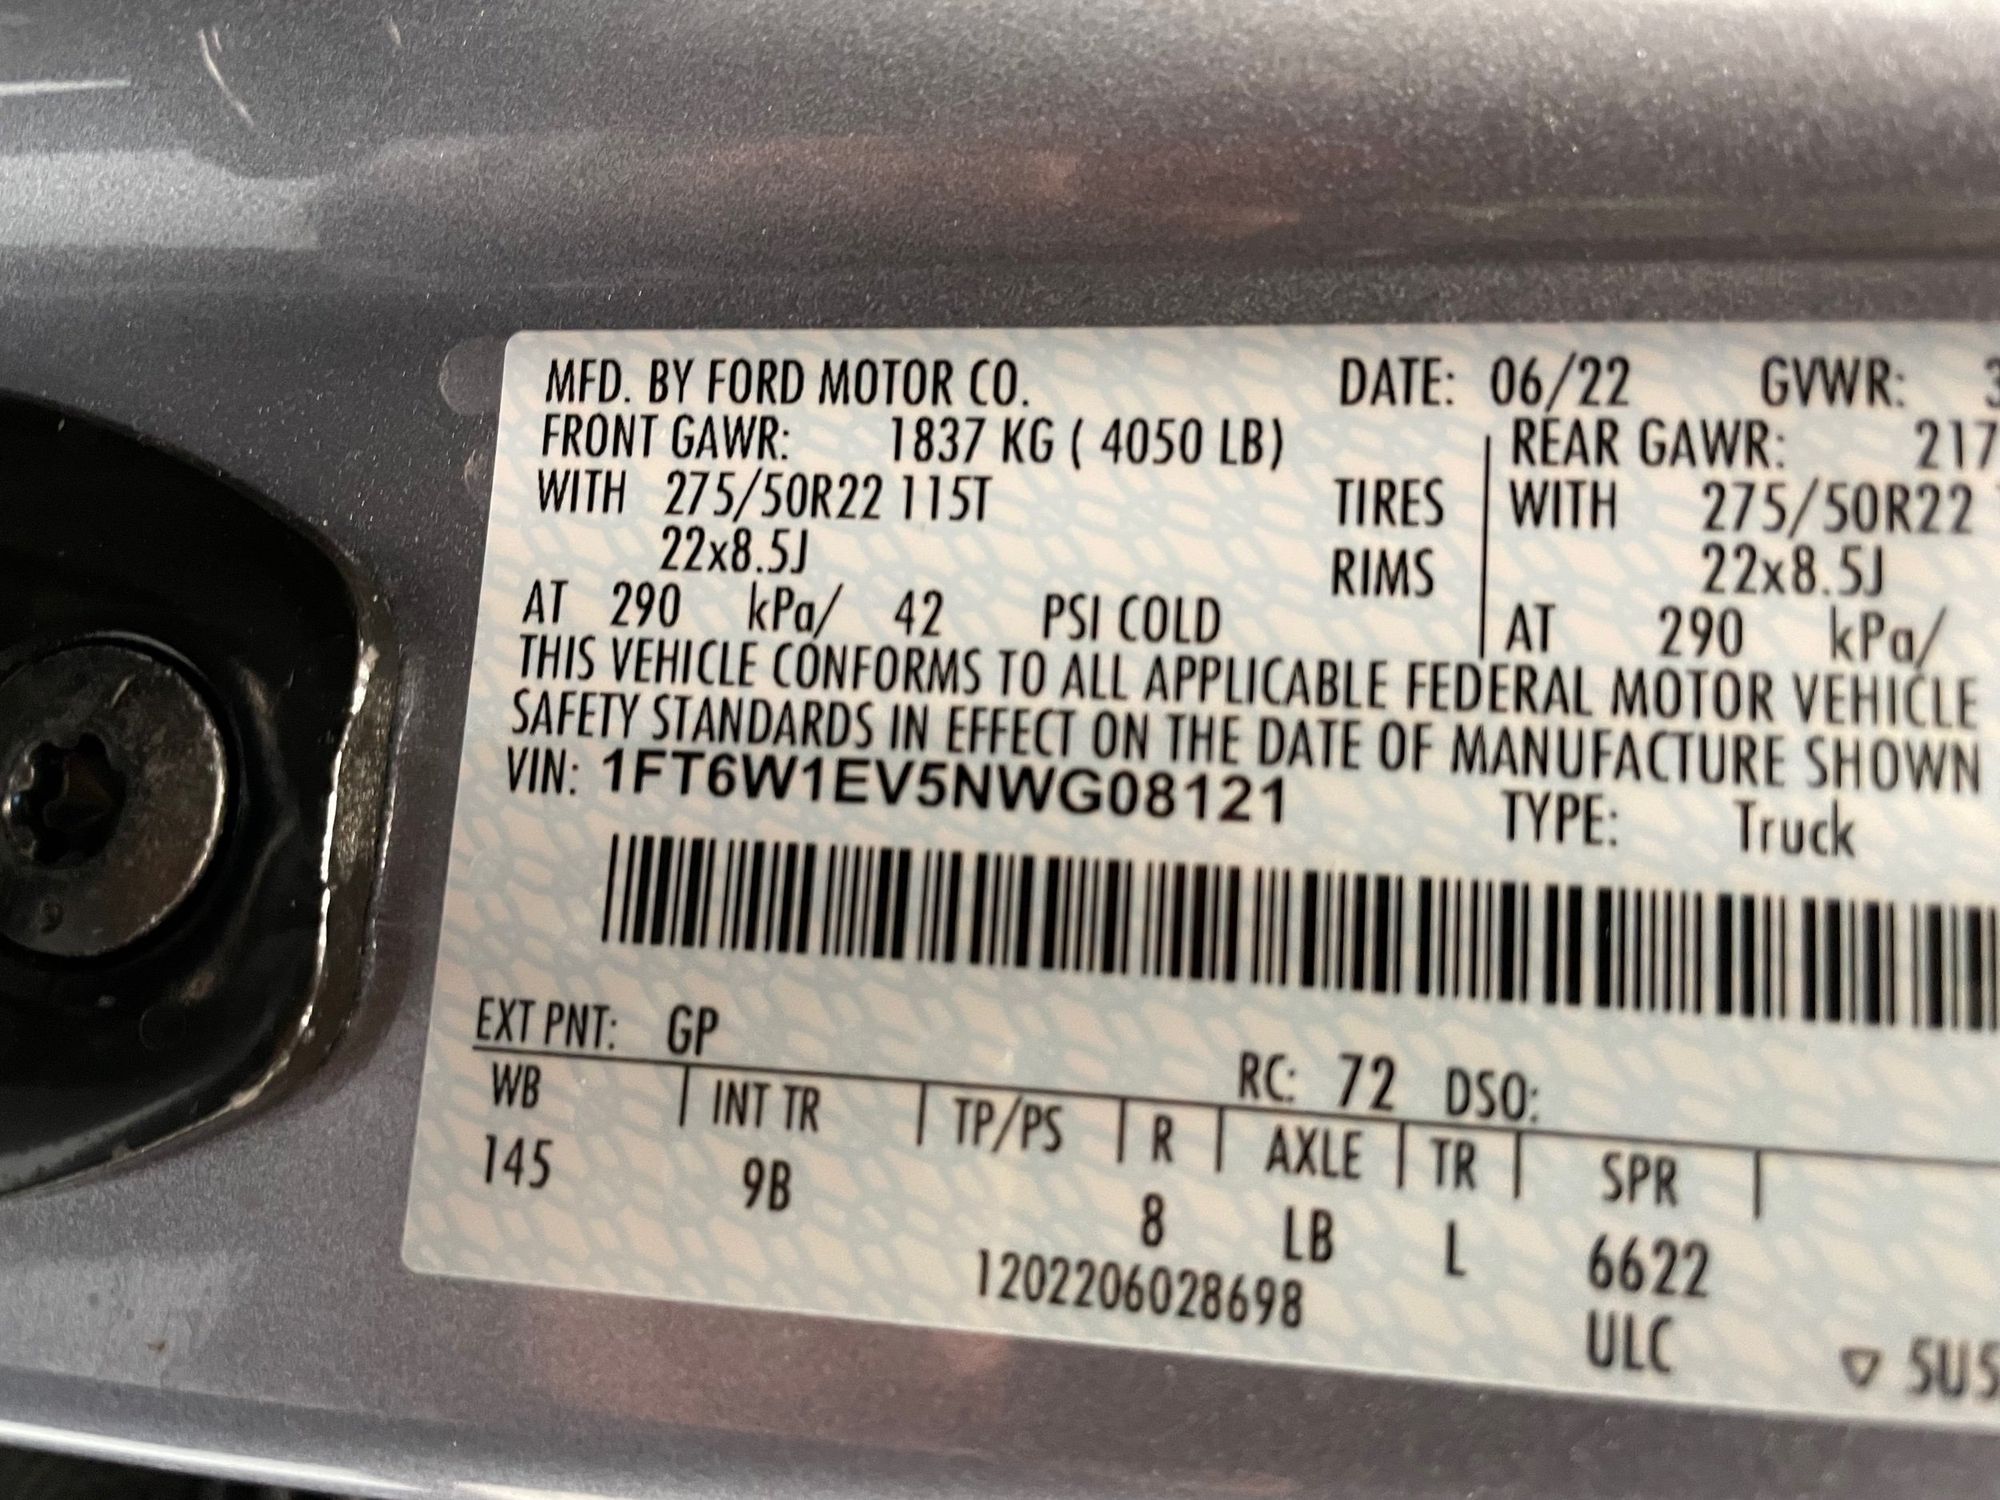 MFD. BY FORD MOTOR CO. DATE: 06/22 GVWR: 3
FRONT GAWR: 1837 KG ( 4050 LB) REAR GAWR: 217
WITH 275/50R22 115T TIRES WITH 275/50R22
22x8.5J RIMS 22x8.5J
AT 290 kPa/ 42 PSI COLD AT 290 kPa/
THIS VEHICLE CONFORMS TO ALL APPLICABLE FEDERAL MOTOR VEHICLE
SAFETY STANDARDS IN EFFECT ON THE DATE OF MANUFACTURE SHOWN
VIN: 1FT6W1EV5NWG08121 TYPE: Truck
EXT PNT: GP RC: 72 DSO:
WB INT TR TP/PS R AXLE TR SPR
145 9B 8 LB L 6622
1202206028698 ULC
▽ 5U5